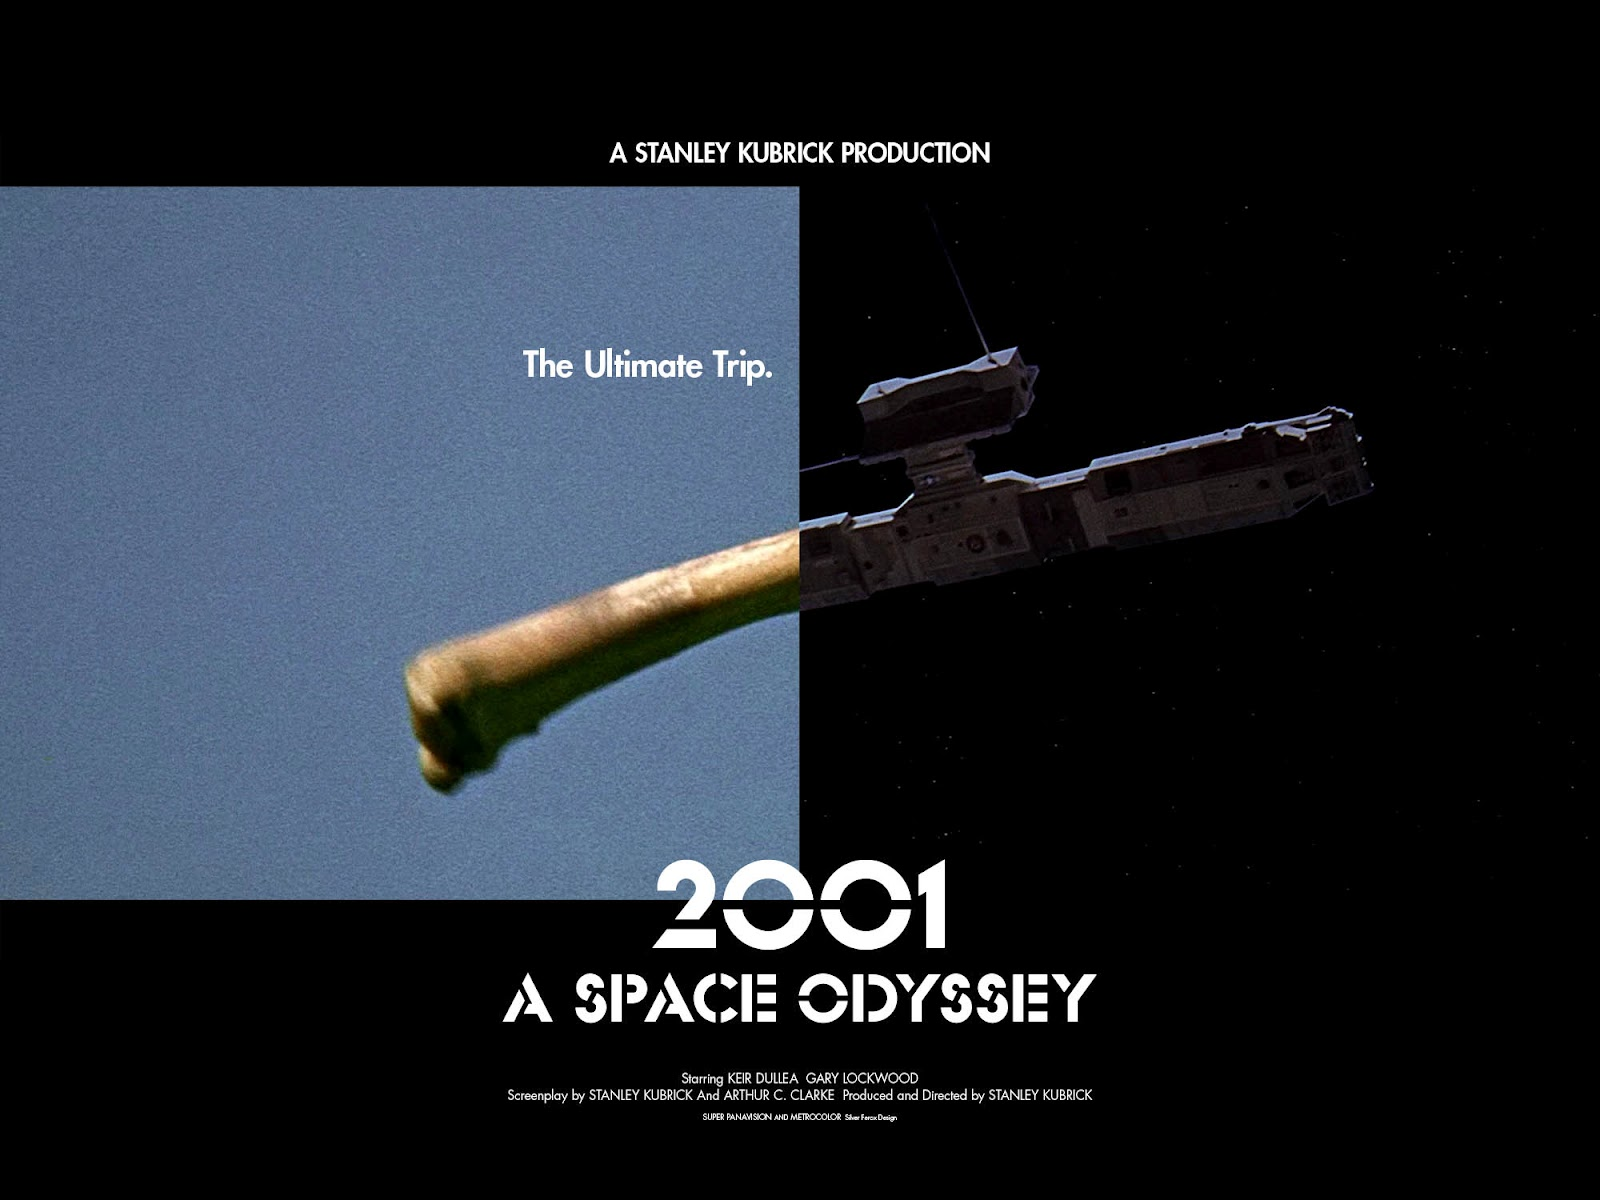 A STANLEY KUBRICK PRODUCTION
The Ultimate Trip.
2001
A SPACE ODYSSEY
Starring KEIR DULLEA GARY LOCKWOOD
Screenplay by STANLEY KUBRICK And ARTHUR C. CLARKE Produced and Directed by STANLEY KUBRICK
SUPER PANAVISION AND METROCOLOR Silver Ferox Design